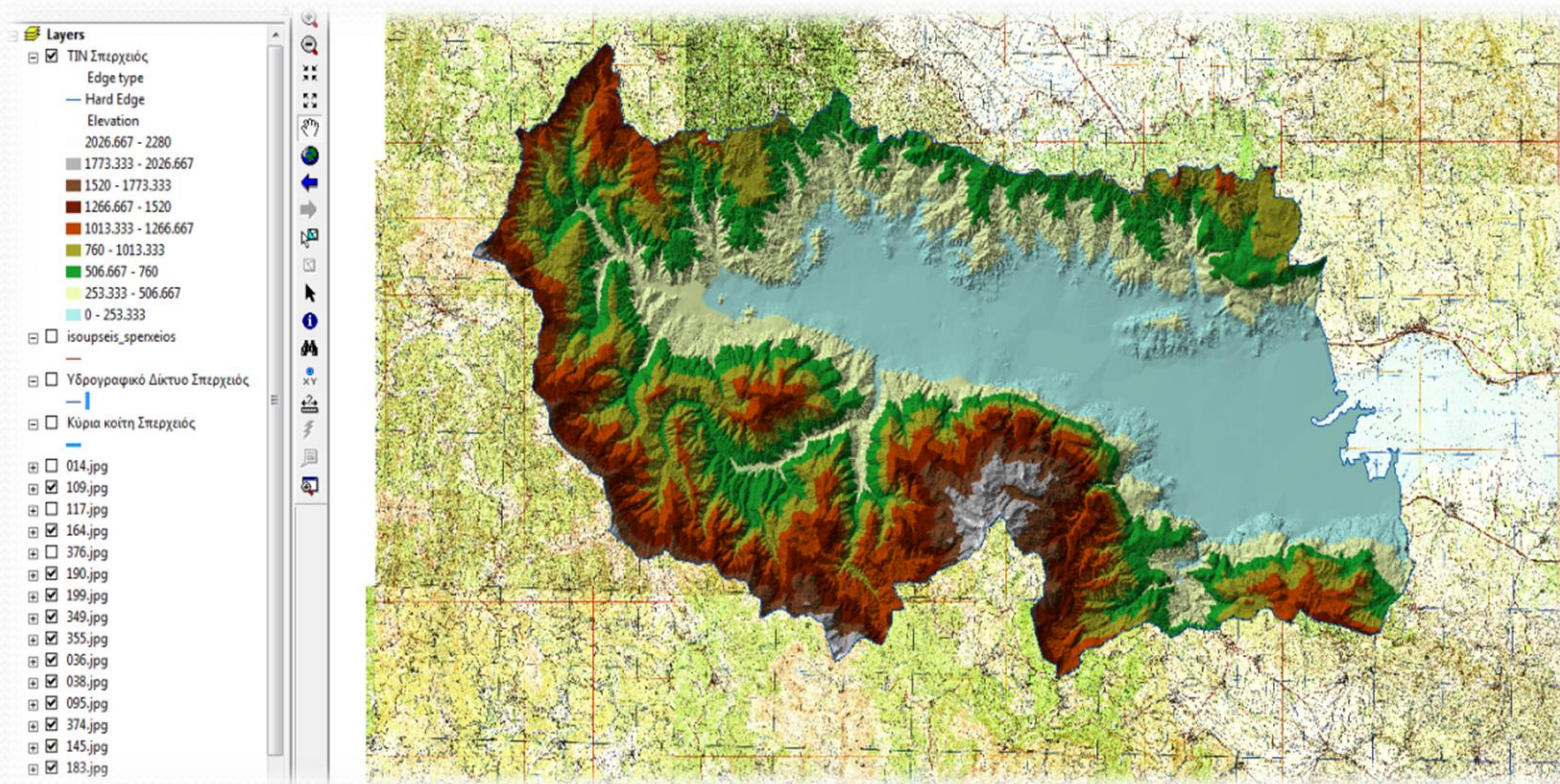 Layers
TIN Σπερχειός
Edge type
Hard Edge
Elevation
2026.667 - 2280
1773.333 - 2026.667
1520 - 1773.333
1266.667 - 1520
1013.333 - 1266.667
760 - 1013.333
506.667 - 760
253.333 - 506.667
0 - 253.333
isoupseis_sperxeios
Υδρογραφικό Δίκτυο Σπερχειός
Κύρια κοίτη Σπερχειός
014.jpg
109.jpg
117.jpg
164.jpg
376.jpg
190.jpg
199.jpg
349.jpg
355.jpg
036.jpg
038.jpg
095.jpg
374.jpg
145.jpg
183.jpg
XY